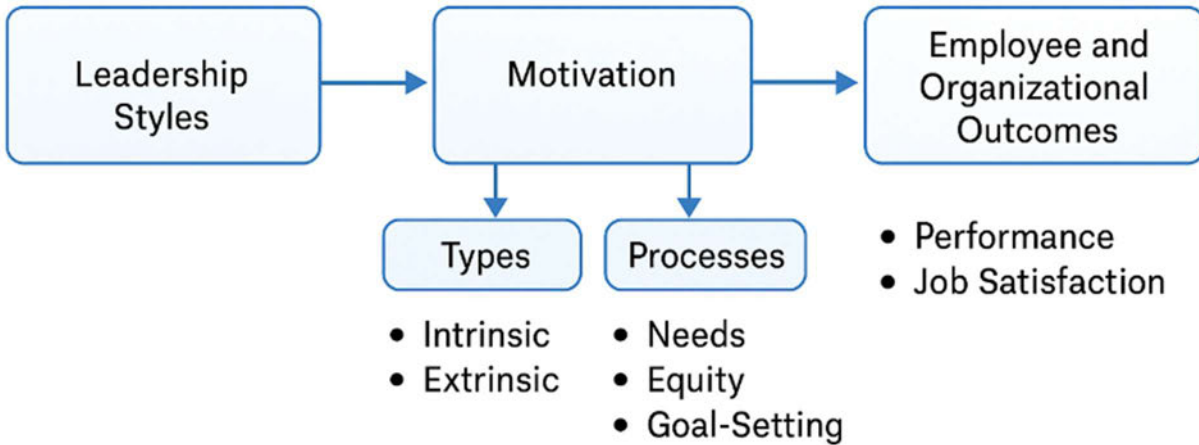 Leadership
Styles
Motivation
Employee and
Organizational
Outcomes
Types
Processes
• Intrinsic
• Extrinsic
• Needs
• Equity
• Goal-Setting
• Performance
• Job Satisfaction